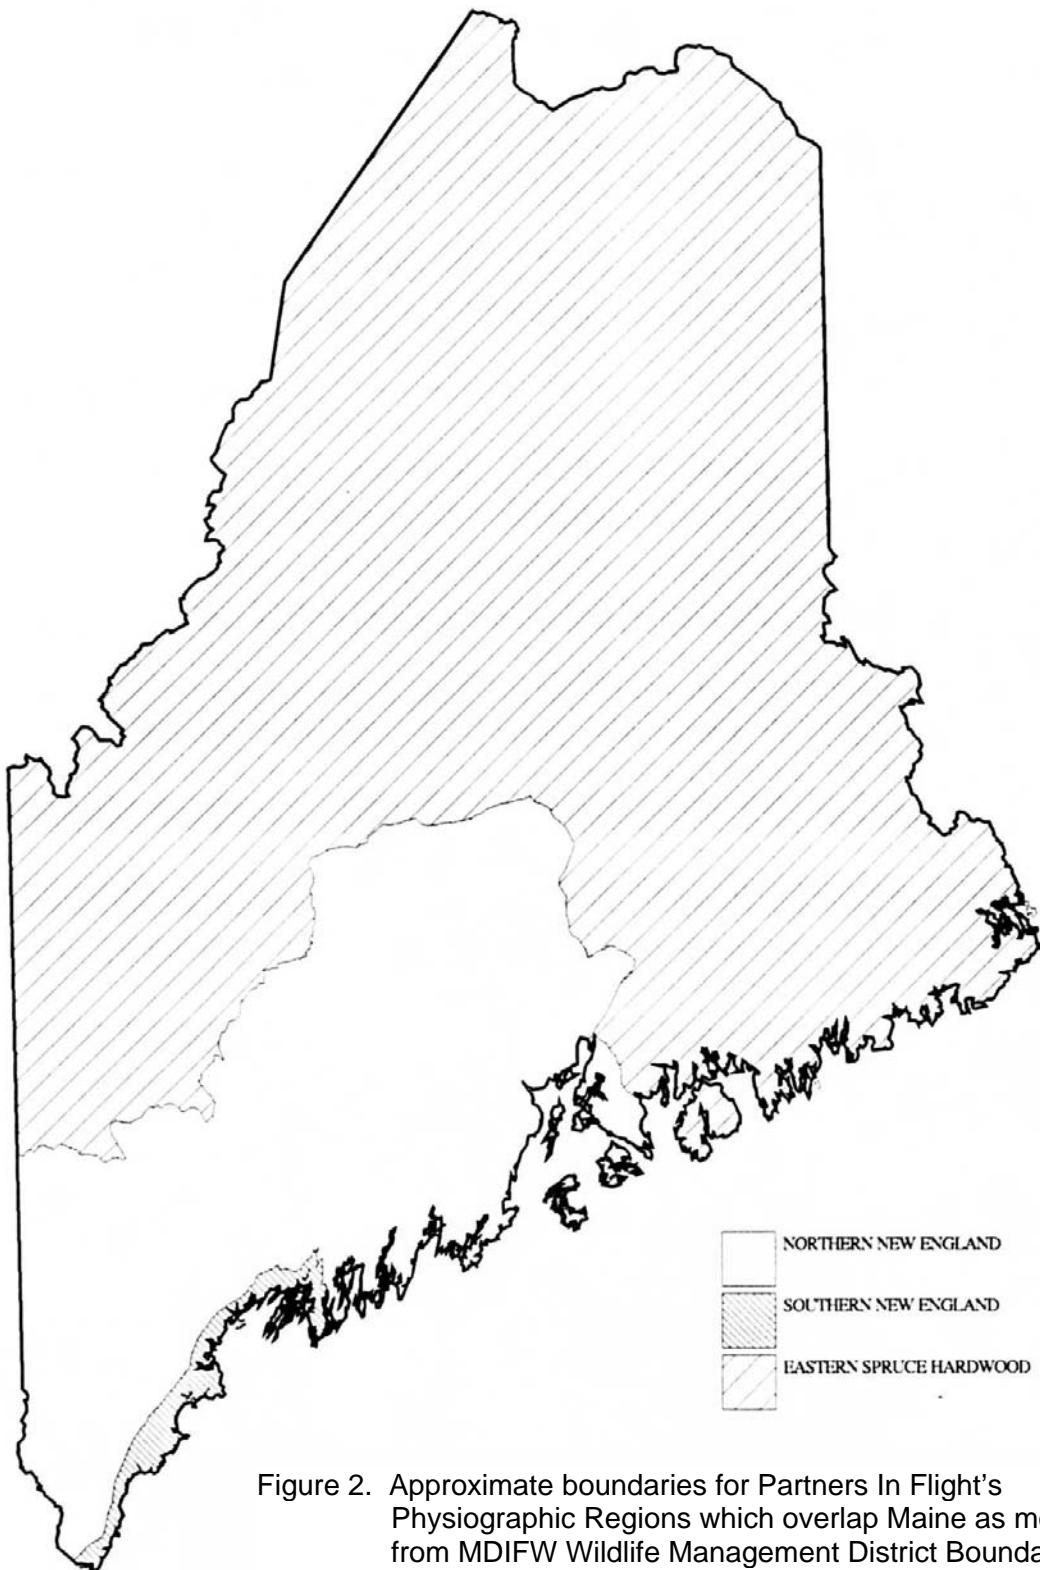 NORTHERN NEW ENGLAND
SOUTHERN NEW ENGLAND
EASTERN SPRUCE HARDWOOD
Figure 2. Approximate boundaries for Partners In Flight's
Physiographic Regions which overlap Maine as
from MDIFW Wildlife Management District